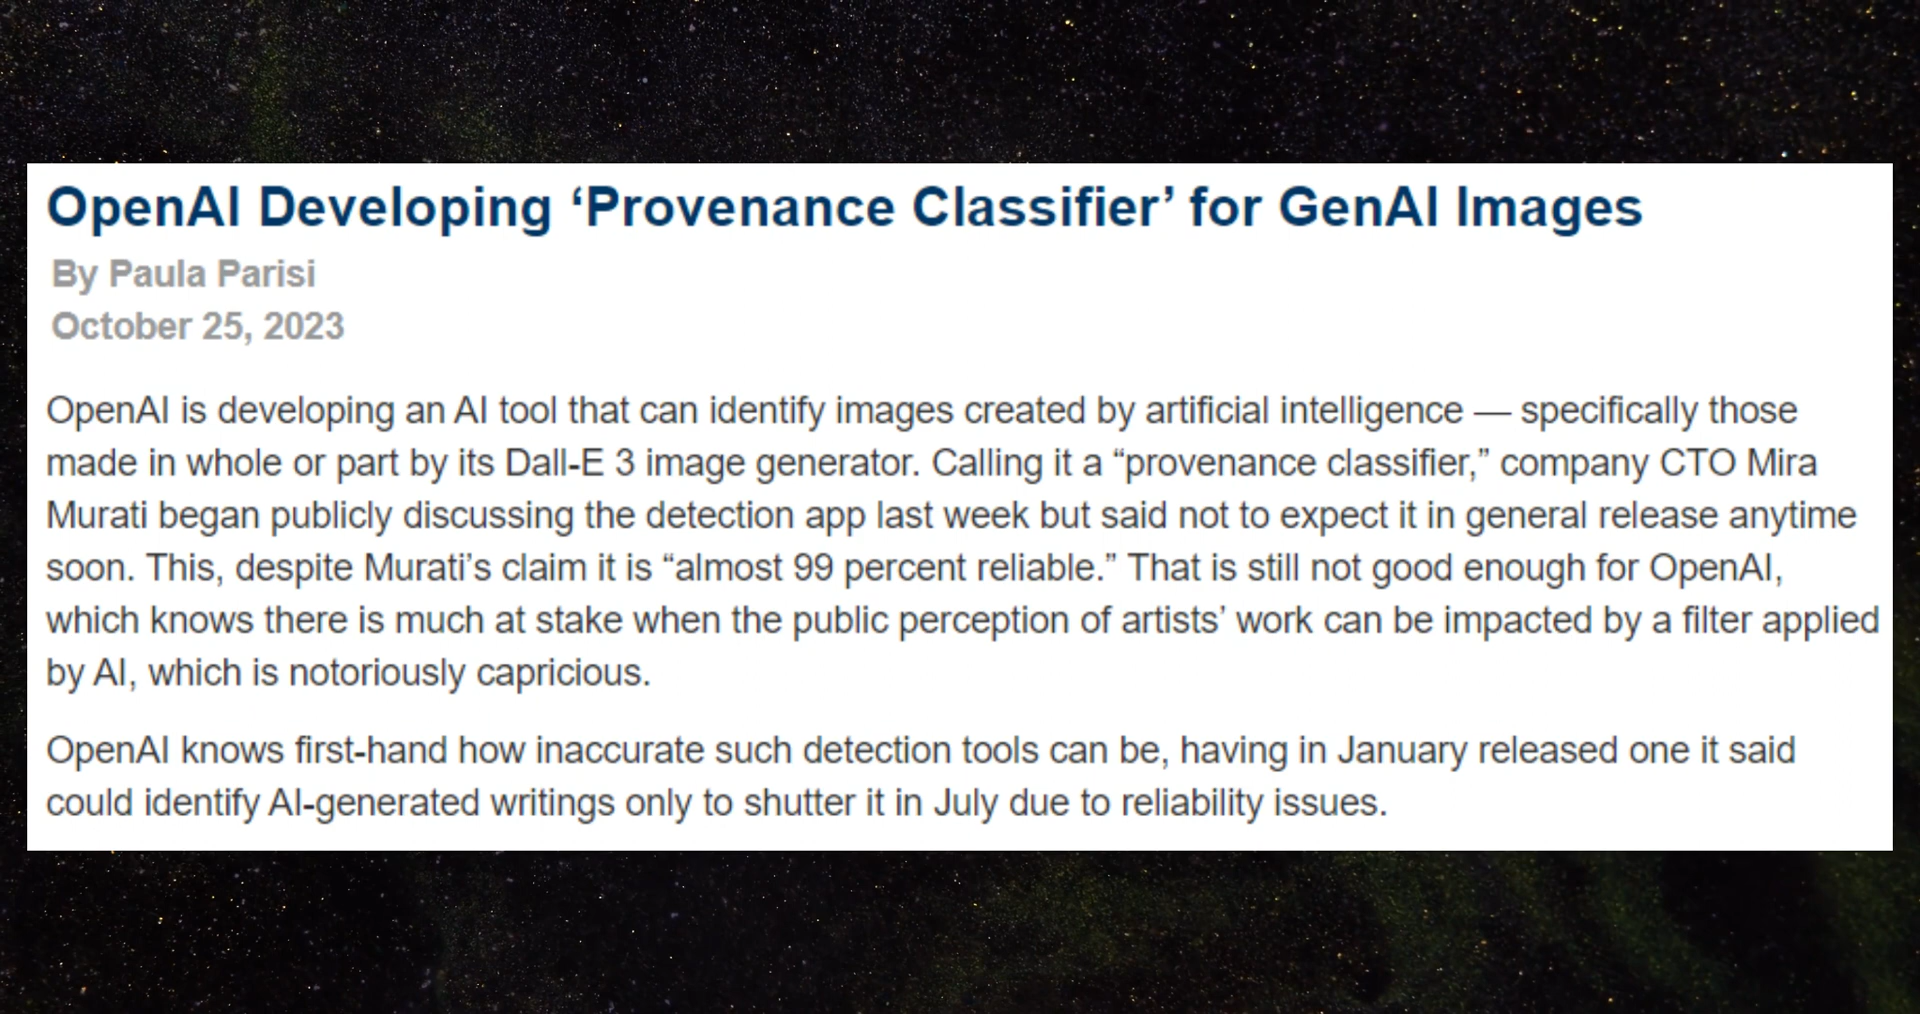 OpenAI Developing ‘Provenance Classifier’ for GenAI Images
By Paula Parisi
October 25, 2023
OpenAI is developing an AI tool that can identify images created by artificial intelligence — specifically those
made in whole or part by its Dall-E 3 image generator. Calling it a “provenance classifier,” company CTO Mira
Murati began publicly discussing the detection app last week but said not to expect it in general release anytime
soon. This, despite Murati’s claim it is “almost 99 percent reliable.” That is still not good enough for OpenAI,
which knows there is much at stake when the public perception of artists’ work can be impacted by a filter applied
by AI, which is notoriously capricious.
OpenAI knows first-hand how inaccurate such detection tools can be, having in January released one it said
could identify AI-generated writings only to shutter it in July due to reliability issues.